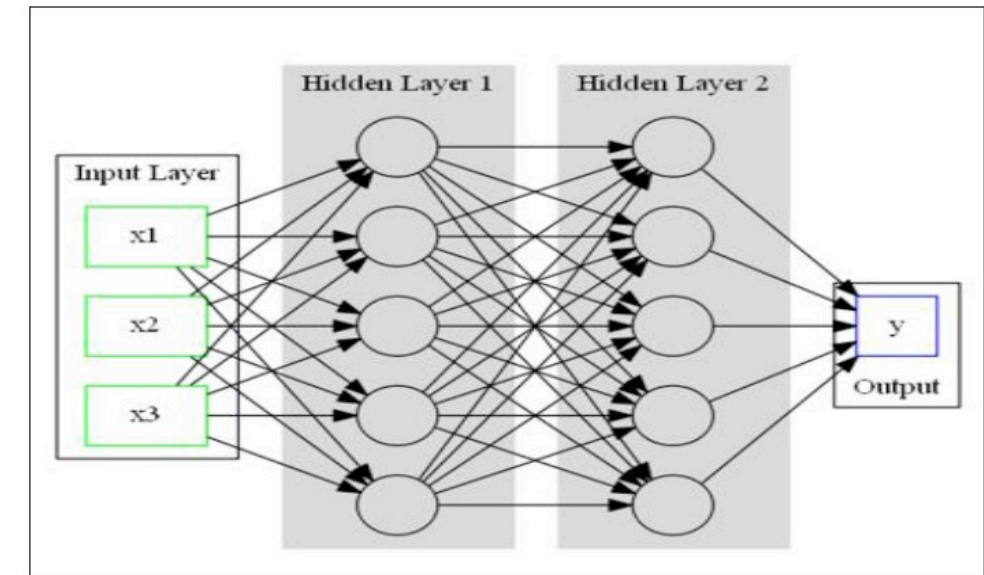 Hidden Layer 1
Hidden Layer 2
Input Layer
x1
x2
x3
y
Output